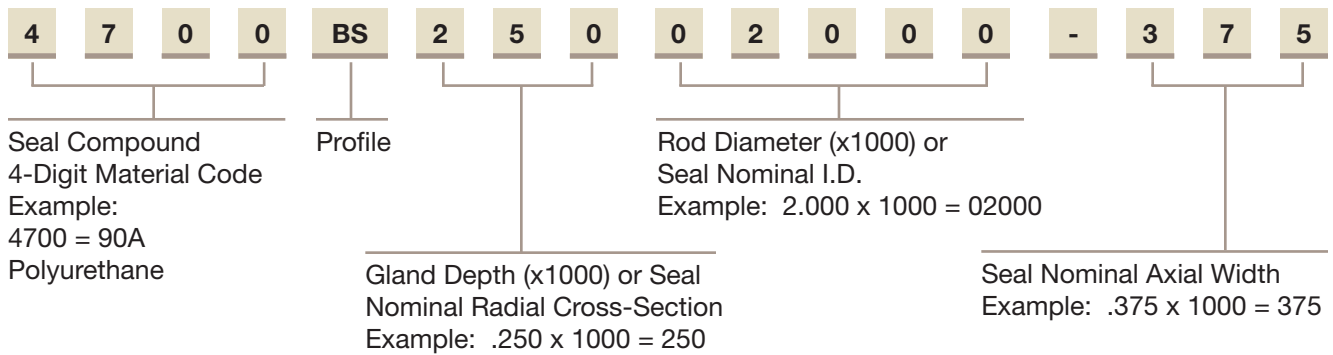 4 7 0 0 BS 2 5 0 0 2 0 0 0 - 3 7 5
Seal Compound
4-Digit Material Code
Example:
4700 = 90A
Polyurethane
Profile
Gland Depth (x1000) or Seal
Nominal Radial Cross-Section
Example: .250 x 1000 = 250
Rod Diameter (x1000) or
Seal Nominal I.D.
Example: 2.000 x 1000 = 02000
Seal Nominal Axial Width
Example: .375 x 1000 = 375